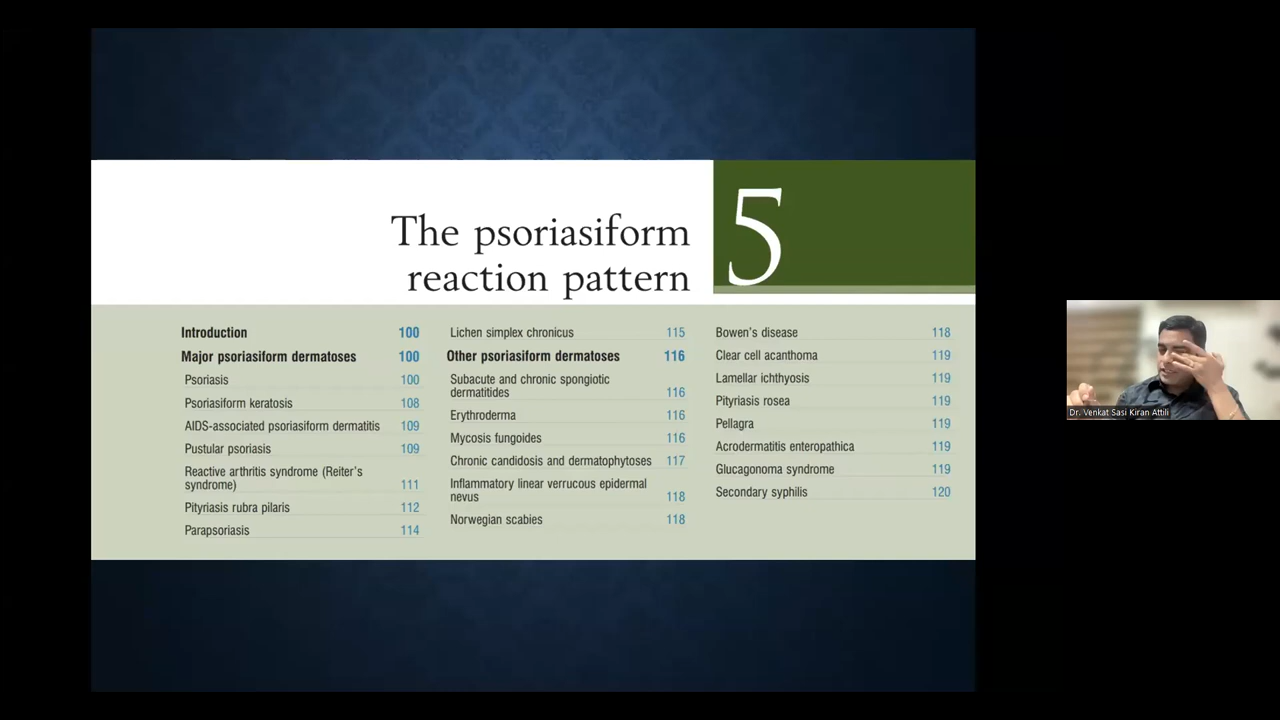 The psoriasiform
reaction pattern
5
Introduction 100
Major psoriasiform dermatoses 100
Psoriasis 100
Psoriasiform keratosis 108
AIDS-associated psoriasiform dermatitis 109
Pustular psoriasis 109
Reactive arthritis syndrome (Reiter's
syndrome) 111
Pityriasis rubra pilaris 112
Parapsoriasis 114
Lichen simplex chronicus 115
Other psoriasiform dermatoses 116
Subacute and chronic spongiotic
dermatitides 116
Erythroderma 116
Mycosis fungoides 116
Chronic candidosis and dermatophytoses 117
Inflammatory linear verrucous epidermal
nevus 118
Norwegian scabies 118
Bowen's disease 118
Clear cell acanthoma 119
Lamellar ichthyosis 119
Pityriasis rosea 119
Pellagra 119
Acrodermatitis enteropathica 119
Glucagonoma syndrome 119
Secondary syphilis 120
Dr. Venkat Sasi Kiran Attili